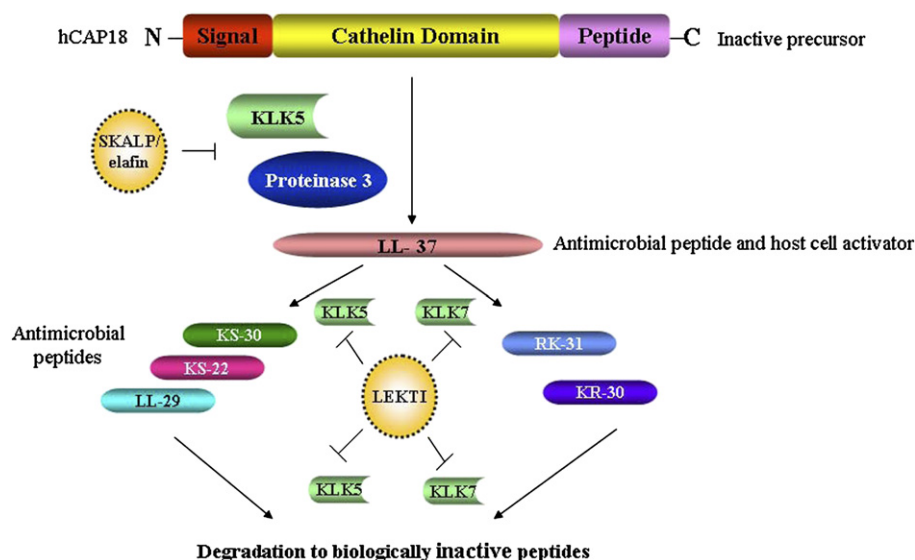 hCAP18 N Signal Cathelin Domain Peptide C Inactive precursor
KLK5
SKALP/
elafin
Proteinase 3
LL- 37 Antimicrobial peptide and host cell activator
KLK5 KLK7
KS-30
Antimicrobial
peptides
RK-31
KS-22
KR-30
LL-29
LEKTI
KLK5 KLK7
Degradation to biologically inactive peptides